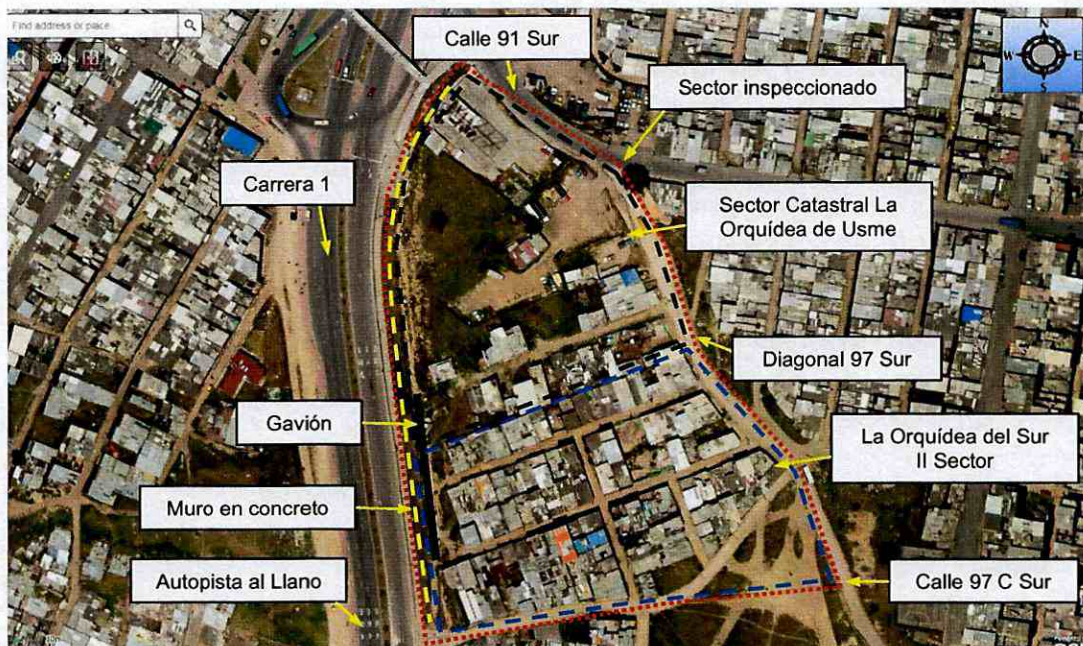 Find address or place
N
W
E
S
Calle 91 Sur
Sector inspeccionado
Carrera 1
Sector Catastral La
Orquídea de Usme
Diagonal 97 Sur
Gavión
La Orquídea del Sur
II Sector
Muro en concreto
Autopista al Llano
Calle 97 C Sur